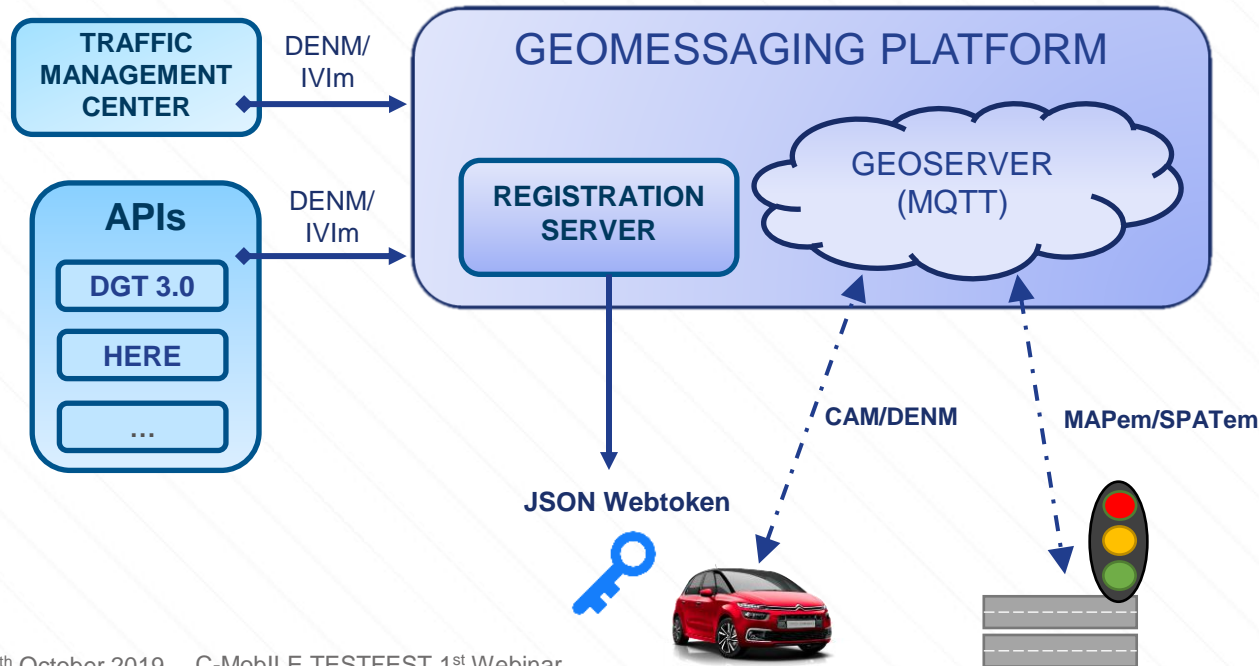 TRAFFIC
MANAGEMENT
CENTER
DENM/
IVIm
GEOMESSAGING PLATFORM
APIs
DGT 3.0
HERE
...
DENM/
IVIm
REGISTRATION
SERVER
GEOSERVER
(MQTT)
CAM/DENM
MAPem/SPATem
JSON Webtoken
th October 2019 C-MobILE TESTFEST 1st Webinar